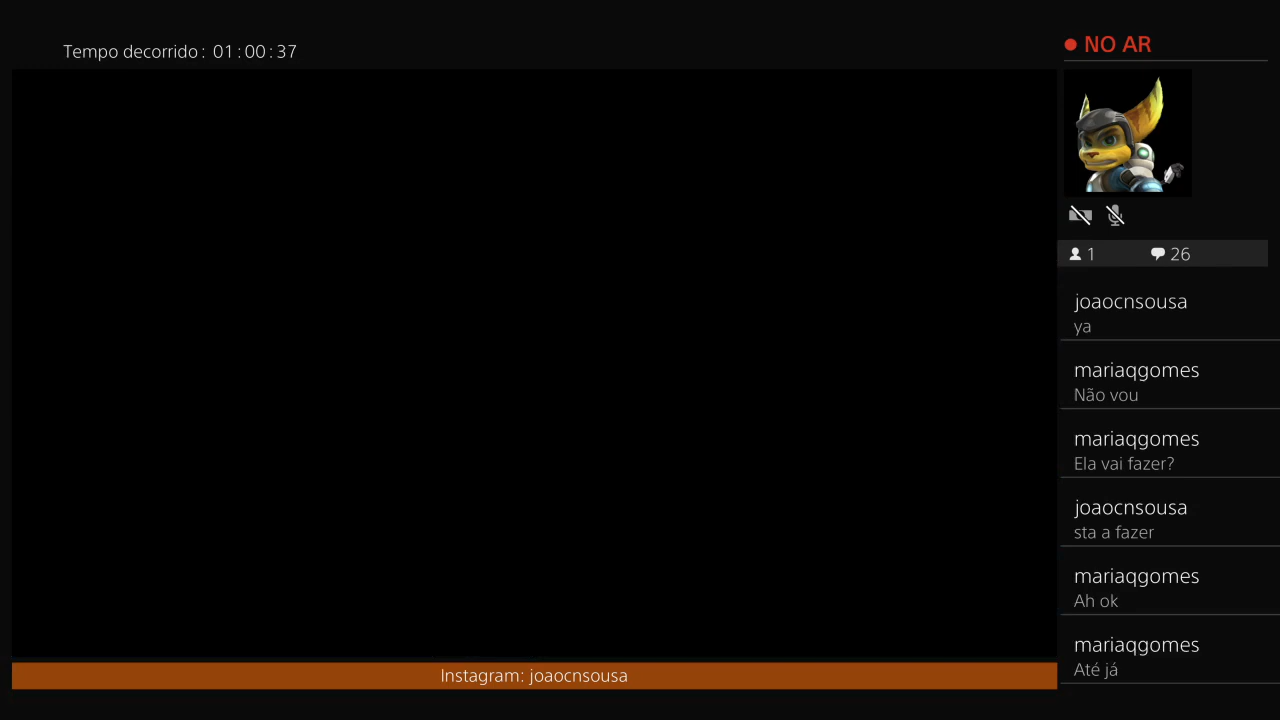 Tempo decorrido: 01:00:37
NO AR
1 26
joaocnsousa
ya
mariaqgomes
Não vou
mariaqgomes
Ela vai fazer?
joaocnsousa
sta a fazer
mariaqgomes
Ah ok
mariaqgomes
Até já
Instagram: joaocnsousa